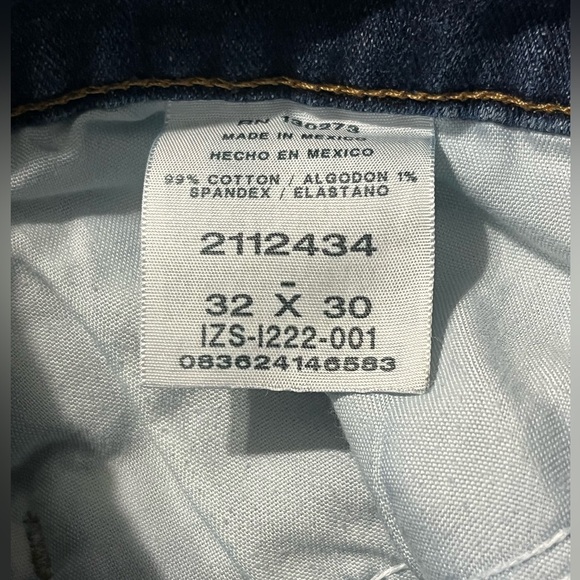 RN 130273
MADE IN MEXICO
HECHO EN MEXICO
99% COTTON / ALGODON 1%
SPANDEX / ELASTANO
2112434
-
32 X 30
IZS-I222-001
083624146583